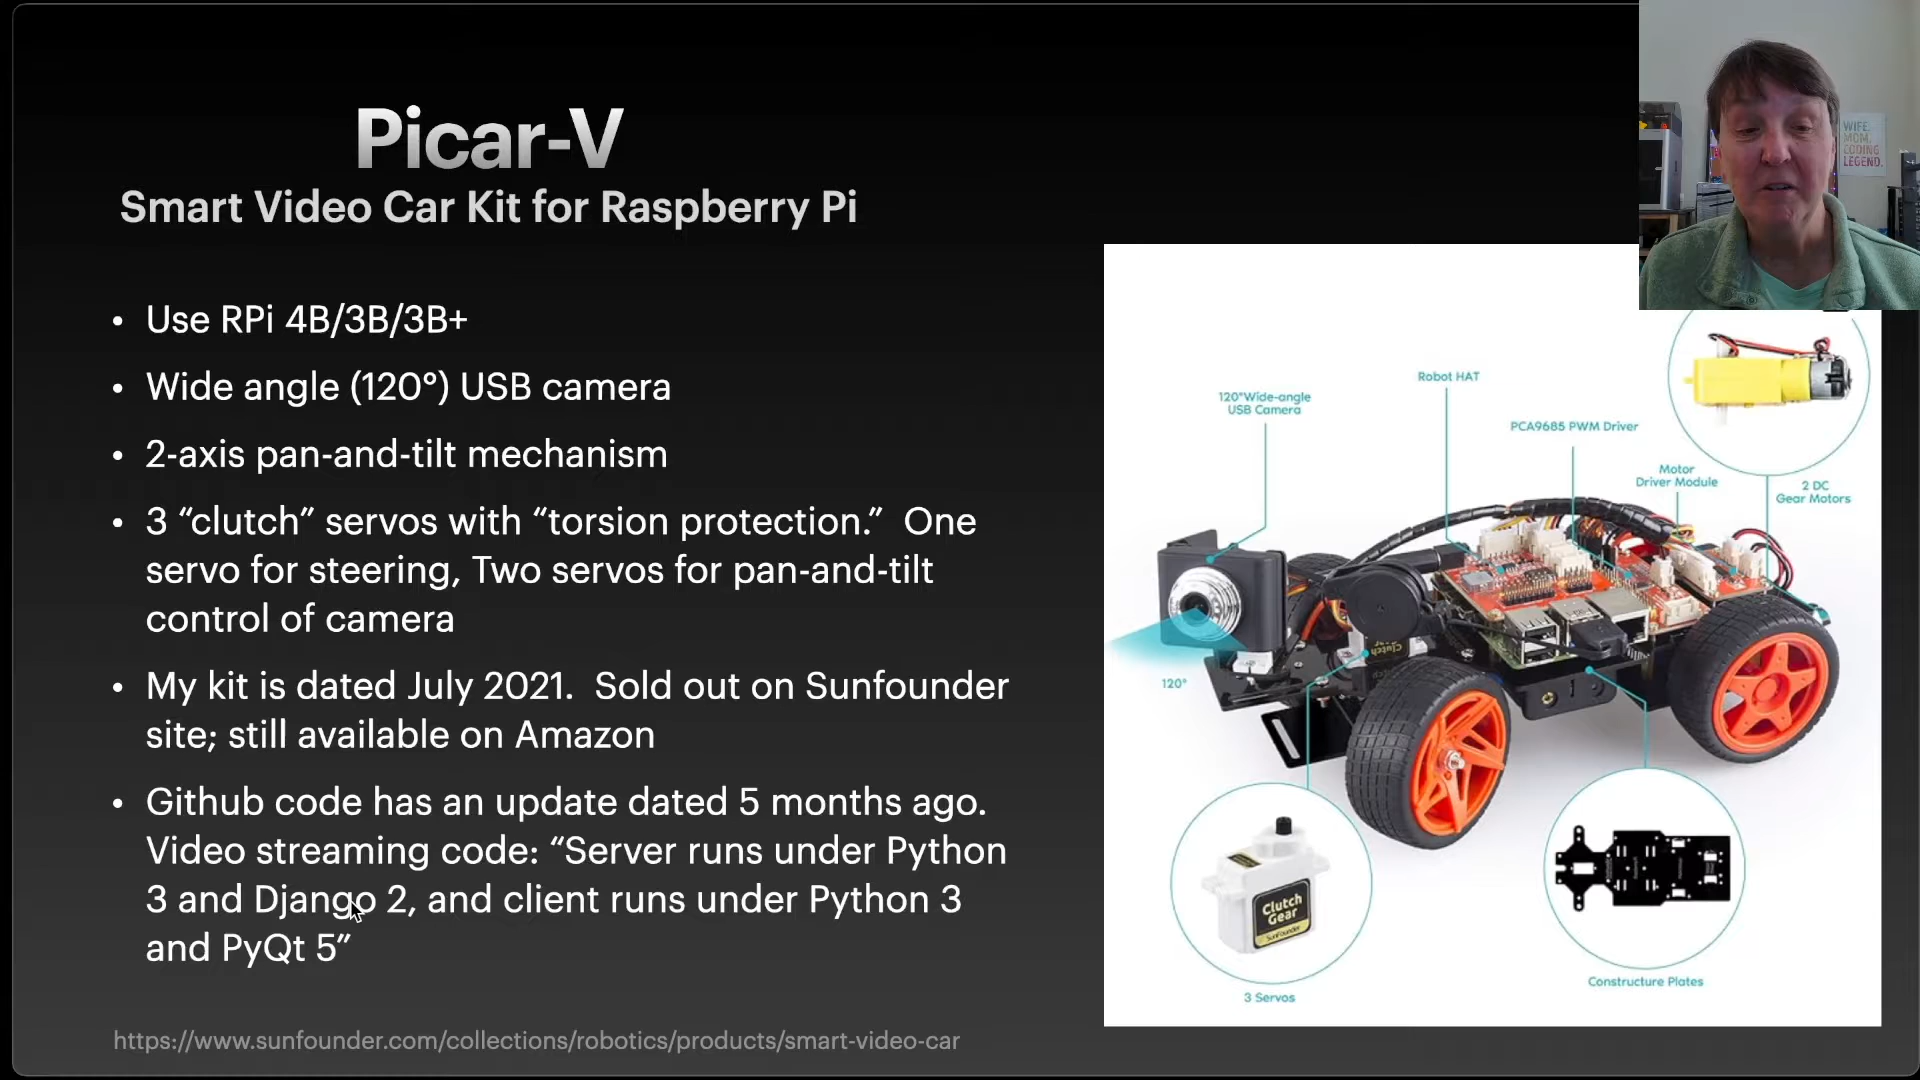 Picar-V
Smart Video Car Kit for Raspberry Pi
• Use RPi 4B/3B/3B+
• Wide angle (120°) USB camera
• 2-axis pan-and-tilt mechanism
• 3 “clutch” servos with “torsion protection.” One
servo for steering, Two servos for pan-and-tilt
control of camera
• My kit is dated July 2021. Sold out on Sunfounder
site; still available on Amazon
• Github code has an update dated 5 months ago.
Video streaming code: “Server runs under Python
3 and Django 2, and client runs under Python 3
and PyQt 5”
https://www.sunfounder.com/collections/robotics/products/smart-video-car
WIFE.
MOM.
CODING
LEGEND.
Robot HAT
120°Wide-angle
USB Camera
PCA9685 PWM Driver
Motor
Driver Module
2 DC
Gear Motors
120°
Clutch
Clutch
Gear
SunFounder
3 Servos
Constructure Plates